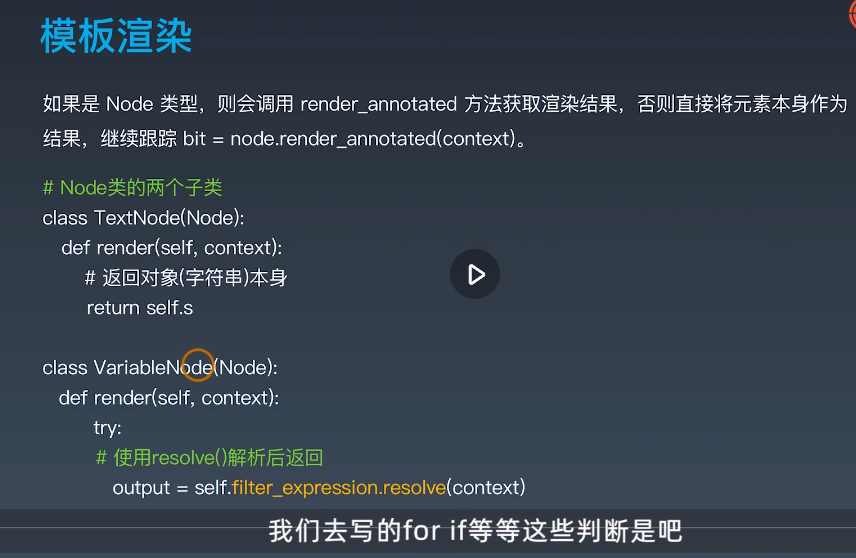 模板渲染
如果是 Node 类型，则会调用 render_annotated 方法获取渲染结果，否则直接将元素本身作为
结果，继续跟踪 bit = node.render_annotated(context)。
# Node类的两个子类
class TextNode(Node):
def render(self, context):
# 返回对象(字符串)本身
return self.s
class VariableNode(Node):
def render(self, context):
try:
# 使用resolve()解析后返回
output = self.filter_expression.resolve(context)
我们去写的for if等等这些判断是吧